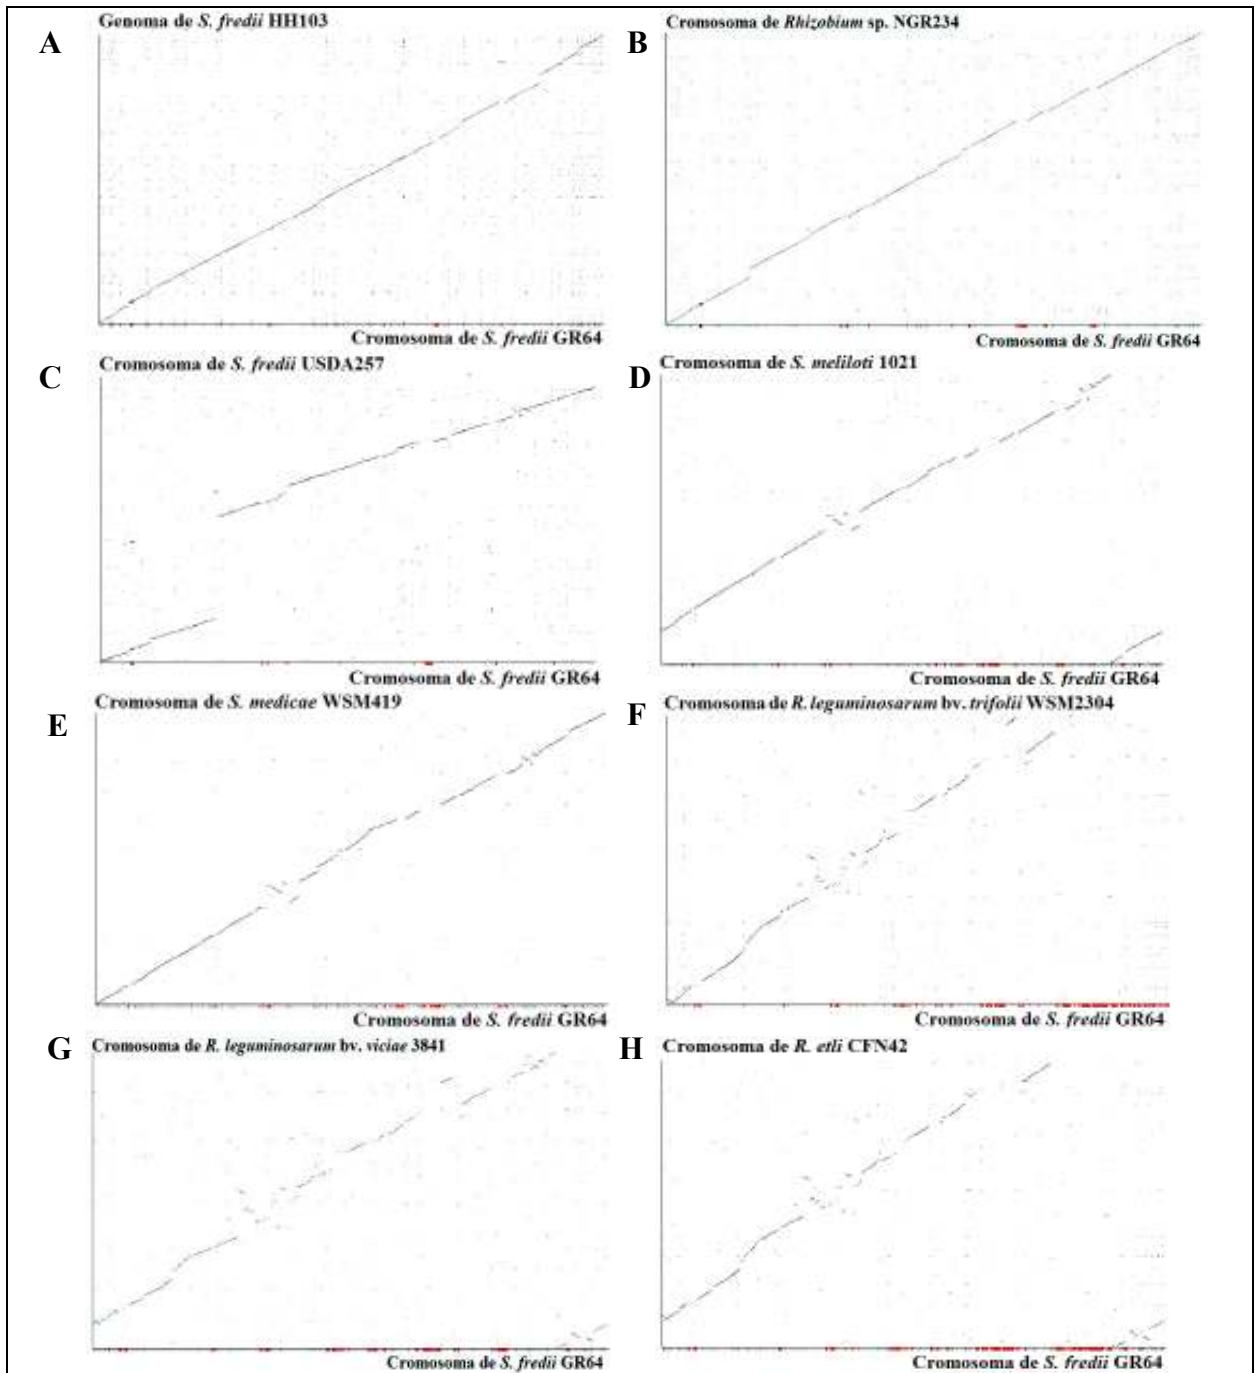 A
Genoma de S. fredii HH103
Cromosoma de S. fredii GR64
B
Cromosoma de Rhizobium sp. NGR234
Cromosoma de S. fredii GR64
C
Cromosoma de S. fredii USDA257
Cromosoma de S. fredii GR64
D
Cromosoma de S. meliloti 1021
Cromosoma de S. fredii GR64
E
Cromosoma de S. medicae WSM419
Cromosoma de S. fredii GR64
F
Cromosoma de R. leguminosarum bv. trifolii WSM2304
Cromosoma de S. fredii GR64
G
Cromosoma de R. leguminosarum bv. viciae 3841
Cromosoma de S. fredii GR64
H
Cromosoma de R. etli CFN42
Cromosoma de S. fredii GR64